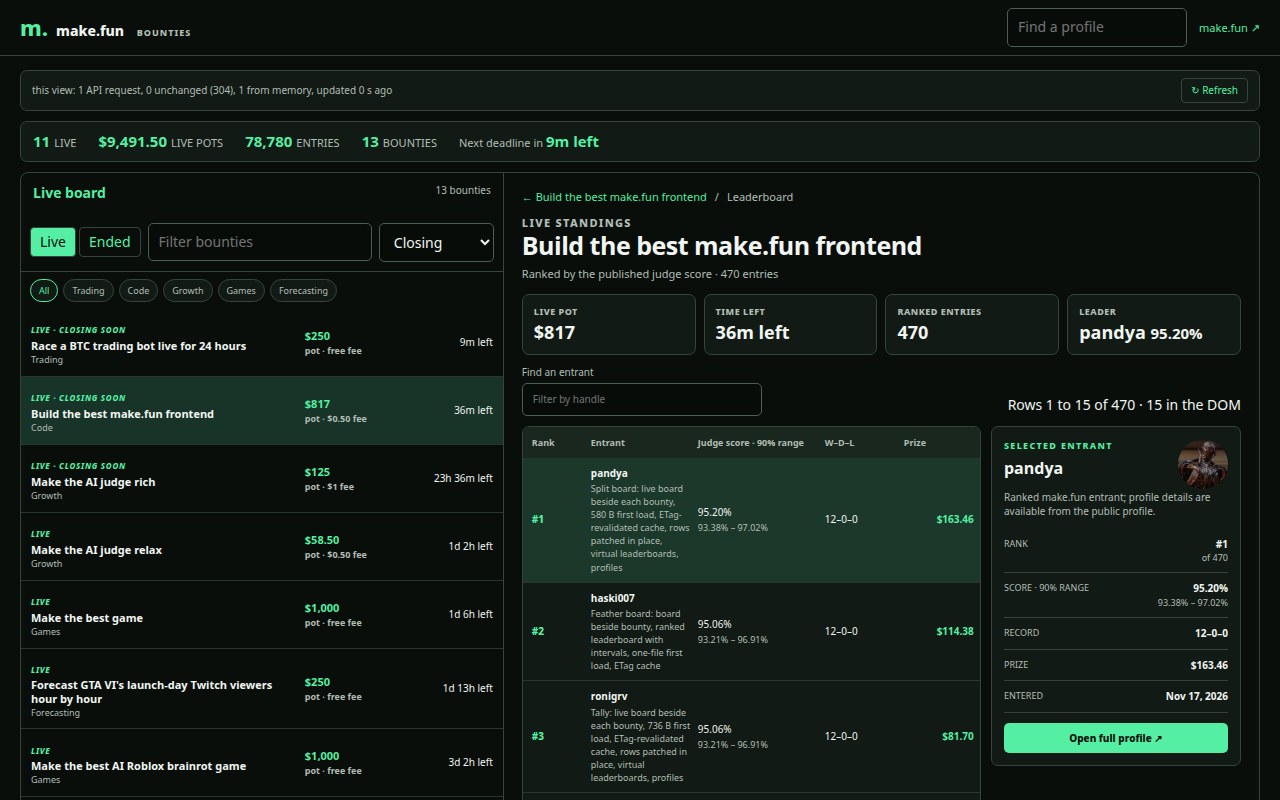 m. make.fun BOUNTIES
Find a profile
make.fun ↗
this view: 1 API request, 0 unchanged (304), 1 from memory, updated 0 s ago
↻ Refresh
11 LIVE $9,491.50 LIVE POTS 78,780 ENTRIES 13 BOUNTIES Next deadline in 9m left
Live board
13 bounties
Live Ended Filter bounties Closing
All Trading Code Growth Games Forecasting
LIVE · CLOSING SOON
Race a BTC trading bot live for 24 hours
Trading
$250
pot · free fee
9m left
LIVE · CLOSING SOON
Build the best make.fun frontend
Code
$817
pot · $0.50 fee
36m left
LIVE · CLOSING SOON
Make the AI judge rich
Growth
$125
pot · $1 fee
23h 36m left
LIVE
Make the AI judge relax
Growth
$58.50
pot · $0.50 fee
1d 2h left
LIVE
Make the best game
Games
$1,000
pot · free fee
1d 6h left
LIVE
Forecast GTA VI's launch-day Twitch viewers
hour by hour
Forecasting
$250
pot · free fee
1d 13h left
LIVE
Make the best AI Roblox brainrot game
Games
$1,000
pot · free fee
3d 2h left
← Build the best make.fun frontend / Leaderboard
LIVE STANDINGS
Build the best make.fun frontend
Ranked by the published judge score · 470 entries
LIVE POT
$817
TIME LEFT
36m left
RANKED ENTRIES
470
LEADER
pandya 95.20%
Find an entrant
Filter by handle
Rows 1 to 15 of 470 · 15 in the DOM
Rank Entrant Judge score · 90% range W–D–L Prize
#1
pandya
Split board: live board
beside each bounty,
580 B first load, ETag-
revalidated cache, rows
patched in place,
virtual leaderboards,
profiles
95.20%
93.38% – 97.02%
12–0–0
$163.46
#2
haski007
Feather board: board
beside bounty, ranked
leaderboard with
intervals, one-file first
load, ETag cache
95.06%
93.21% – 96.91%
12–0–0
$114.38
#3
ronigrv
Tally: live board beside
each bounty, 736 B first
load, ETag-revalidated
cache, rows patched in
place, virtual
leaderboards, profiles
95.06%
93.21% – 96.91%
12–0–0
$81.70
SELECTED ENTRANT
pandya
Ranked make.fun entrant; profile details are
available from the public profile.
RANK
#1
of 470
SCORE · 90% RANGE
95.20%
93.38% – 97.02%
RECORD
12–0–0
PRIZE
$163.46
ENTERED
Nov 17, 2026
Open full profile ↗